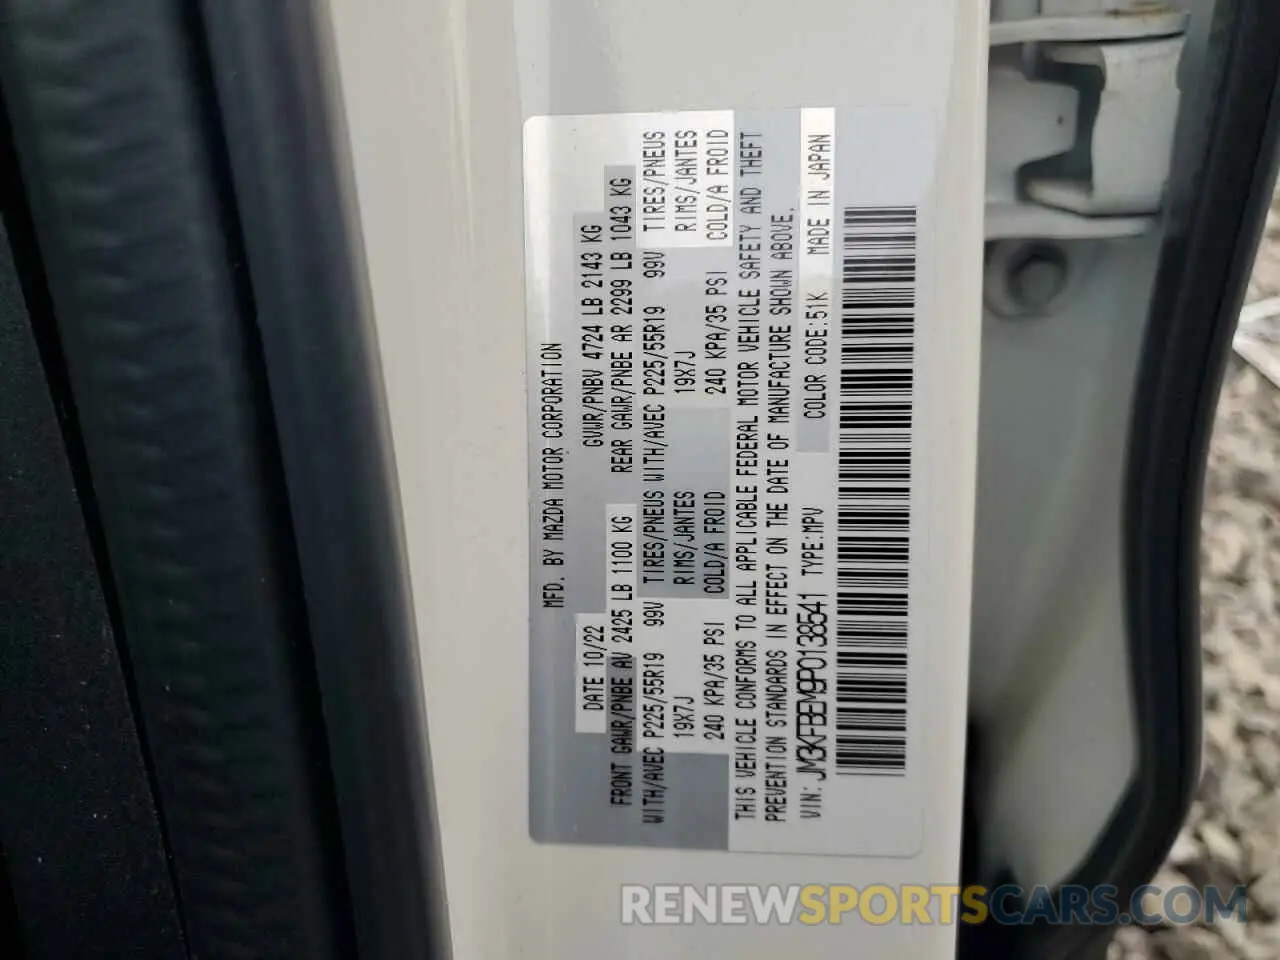 MFD. BY MAZDA MOTOR CORPORATION
DATE 10/22 GVWR/PNBV 4724 LB 2143 KG
FRONT GAWR/PNBE AV 2425 LB 1100 KG REAR GAWR/PNBE AR 2299 LB 1043 KG
WITH/AVEC P225/55R19 99V TIRES/PNEUS WITH/AVEC P225/55R19 99V TIRES/PNEUS
19X7J RIMS/JANTES 19X7J RIMS/JANTES
240 KPA/35 PSI COLD/A FROID 240 KPA/35 PSI COLD/A FROID
THIS VEHICLE CONFORMS TO ALL APPLICABLE FEDERAL MOTOR VEHICLE SAFETY AND THEFT
PREVENTION STANDARDS IN EFFECT ON THE DATE OF MANUFACTURE SHOWN ABOVE.
VIN: JM3KFBEM9P0138541 TYPE:MPV COLOR CODE:51K MADE IN JAPAN
RENEWSPORTSCARS.COM